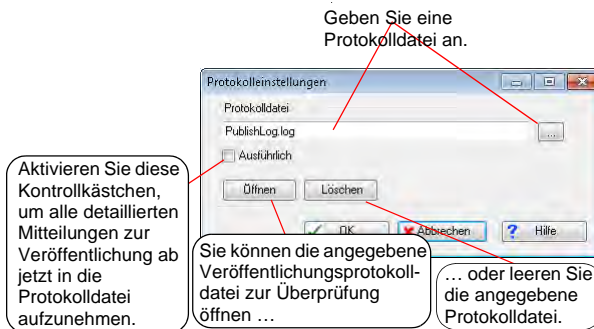 Geben Sie eine
Protokolldatei an.
Protokolleinstellungen
Protokolldatei
PublishLog.log
...
Ausführlich
Öffnen
Löschen
OK
Abbrechen
? Hilfe
Aktivieren Sie diese
Kontrollkästchen,
um alle detaillierten
Mitteilungen zur
Veröffentlichung ab
jetzt in die
Protokolldatei
aufzunehmen.
Sie können die angegebene
Veröffentlichungsprotokoll-
datei zur Überprüfung
öffnen …
… oder leeren Sie
die angegebene
Protokolldatei.